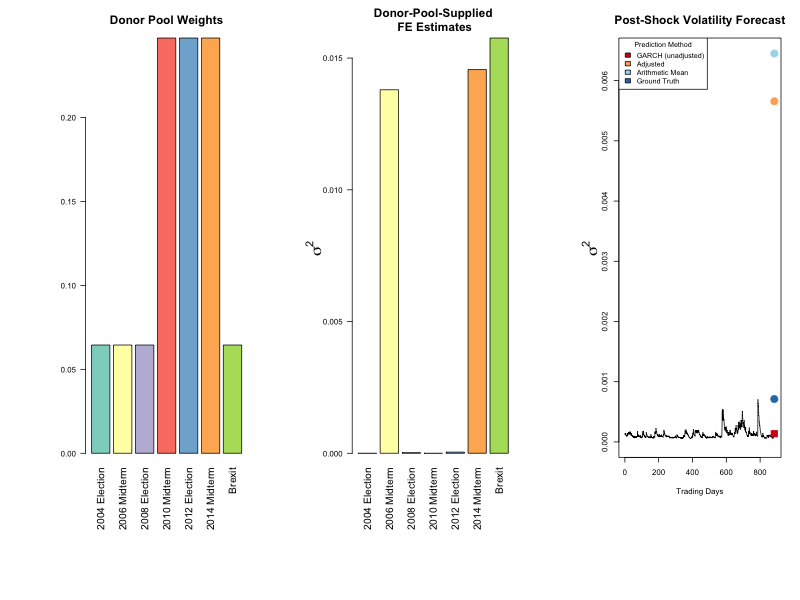 Donor Pool Weights
0.20
0.15
0.10
0.05
0.00
2004 Election
2006 Midterm
2008 Election
2010 Midterm
2012 Election
2014 Midterm
Brexit
Donor-Pool-Supplied
FE Estimates
σ²
0.015
0.010
0.005
0.000
2004 Election
2006 Midterm
2008 Election
2010 Midterm
2012 Election
2014 Midterm
Brexit
Post-Shock Volatility Forecast
σ²
Prediction Method
GARCH (unadjusted)
Adjusted
Arithmetic Mean
Ground Truth
0.006
0.005
0.004
0.003
0.002
0.001
0.000
0 200 400 600 800
Trading Days